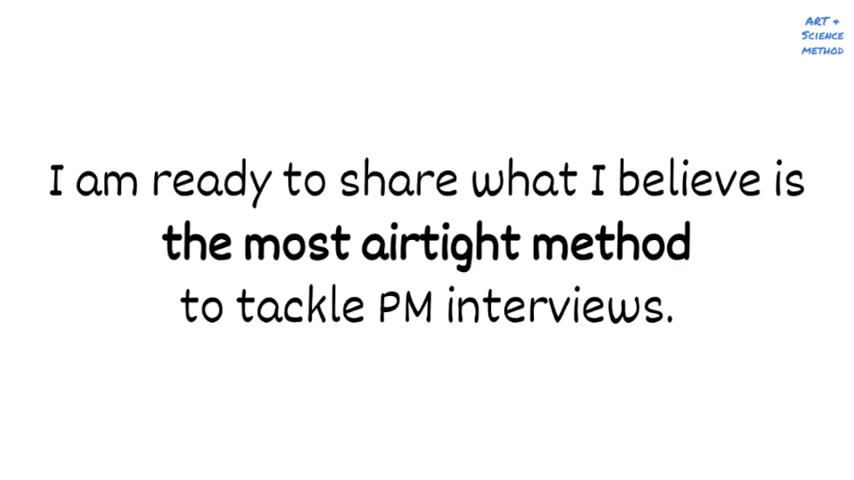 ART +
SCIENCE
METHOD
I am ready to share what I believe is
the most airtight method
to tackle PM interviews.